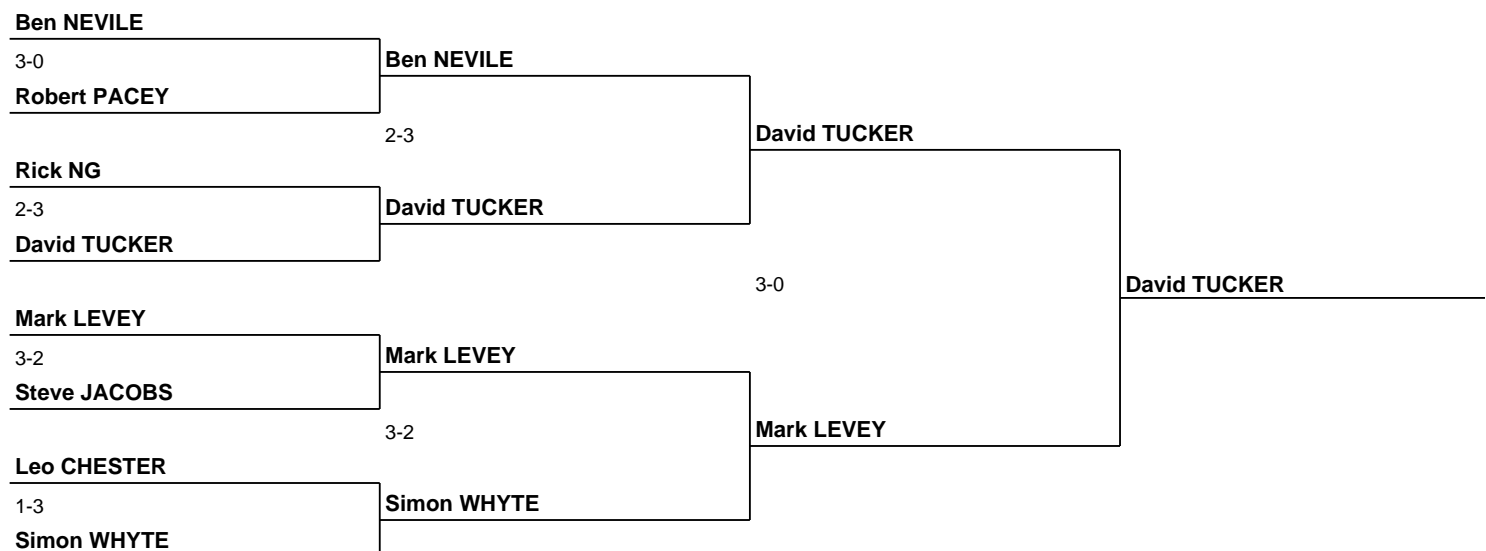 Ben NEVILE
3-0
Robert PACEY
Rick NG
2-3
David TUCKER
Mark LEVEY
3-2
Steve JACOBS
Leo CHESTER
1-3
Simon WHYTE
Ben NEVILE
2-3
David TUCKER
Mark LEVEY
3-2
Simon WHYTE
David TUCKER
3-0
Mark LEVEY
David TUCKER